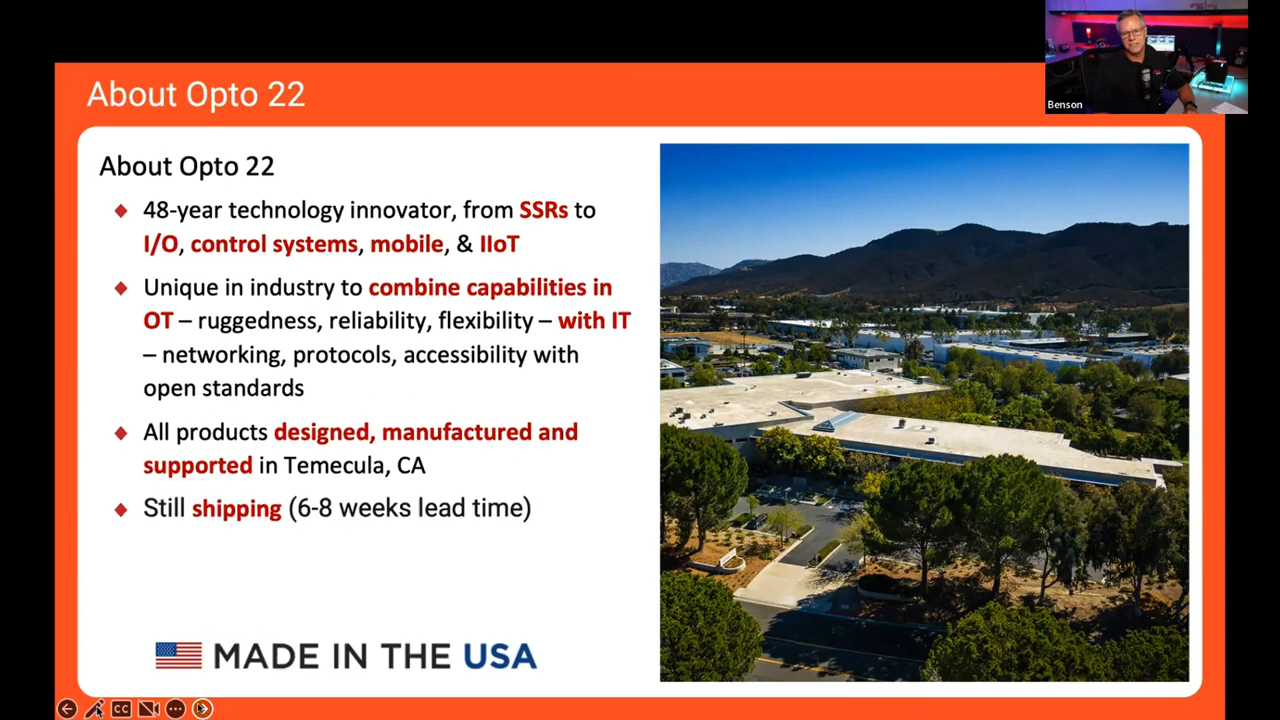 About Opto 22
Benson
About Opto 22
48-year technology innovator, from SSRs to
I/O, control systems, mobile, & IIoT
Unique in industry to combine capabilities in
OT – ruggedness, reliability, flexibility – with IT
– networking, protocols, accessibility with
open standards
All products designed, manufactured and
supported in Temecula, CA
Still shipping (6-8 weeks lead time)
MADE IN THE USA
CC